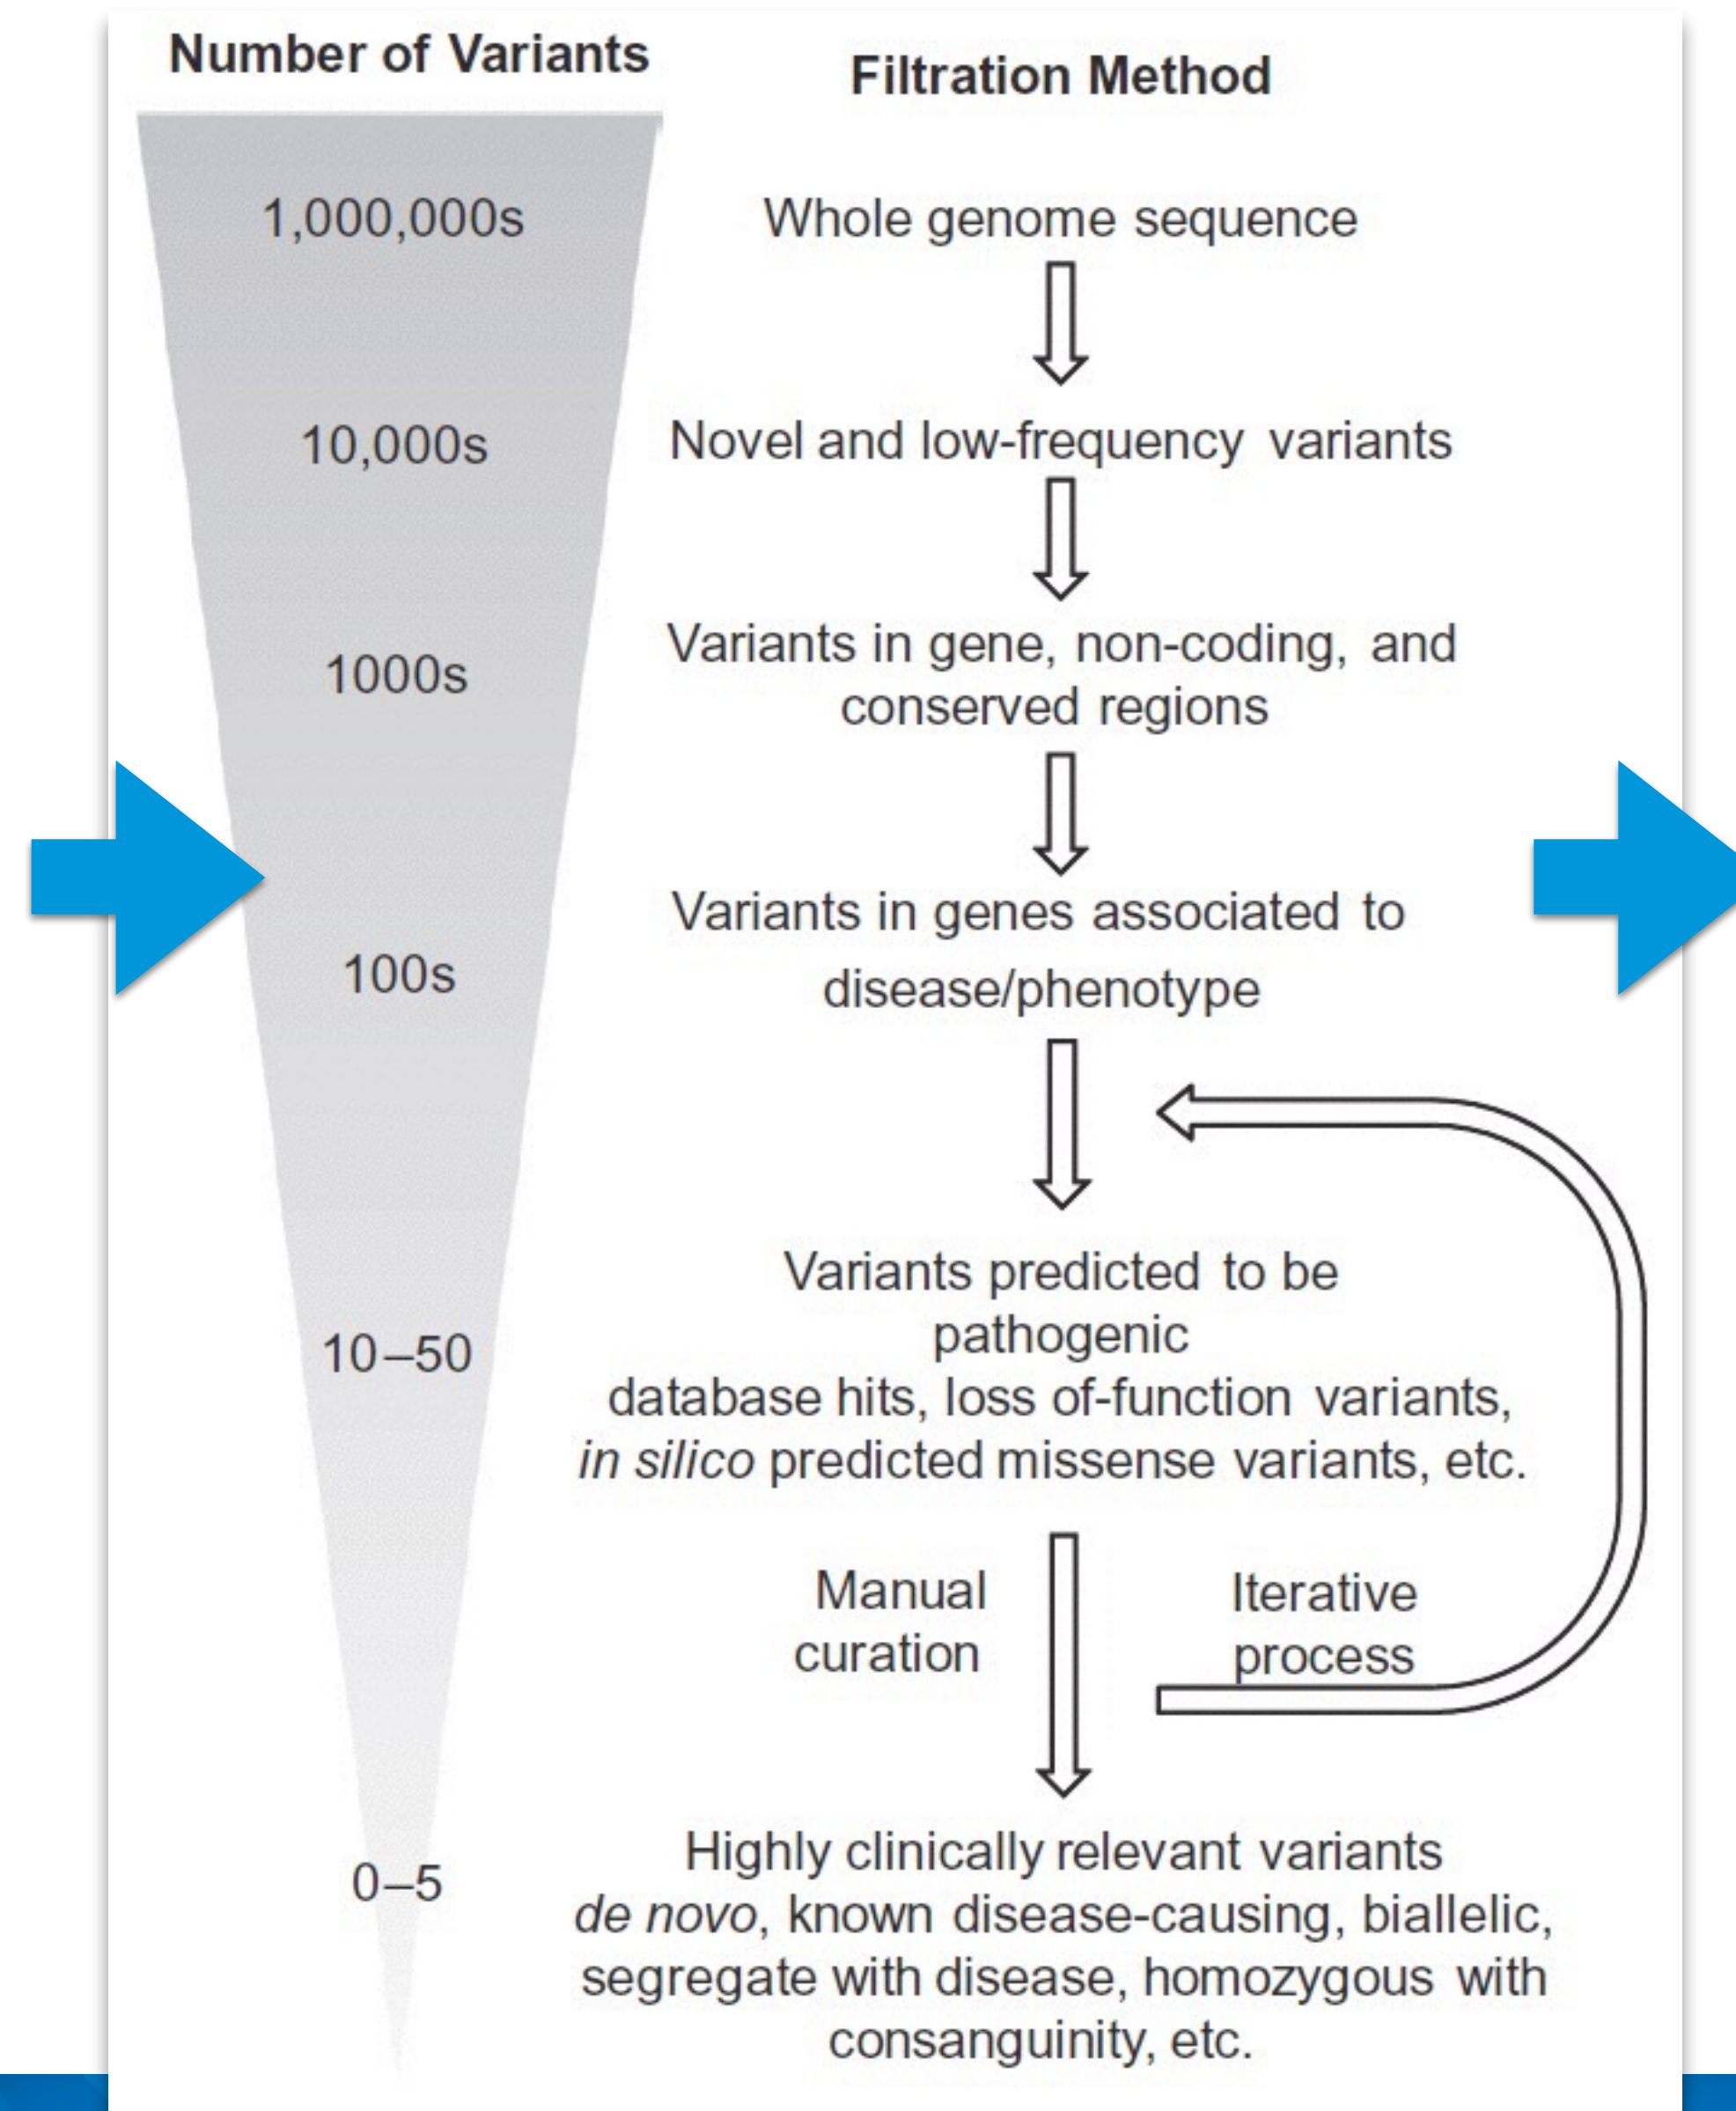 Number of Variants
Filtration Method
1,000,000s
Whole genome sequence
10,000s
Novel and low-frequency variants
1000s
Variants in gene, non-coding, and
conserved regions
100s
Variants in genes associated to
disease/phenotype
10–50
Variants predicted to be
pathogenic
database hits, loss of-function variants,
in silico predicted missense variants, etc.
Manual
curation
Iterative
process
0–5
Highly clinically relevant variants
de novo, known disease-causing, biallelic,
segregate with disease, homozygous with
consanguinity, etc.